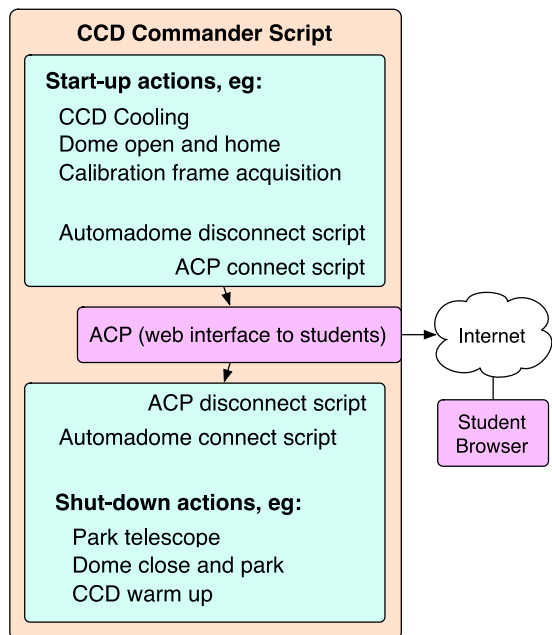 CCD Commander Script
Start-up actions, eg:
CCD Cooling
Dome open and home
Calibration frame acquisition
Automadome disconnect script
ACP connect script
ACP (web interface to students)
Internet
ACP disconnect script
Automadome connect script
Student
Browser
Shut-down actions, eg:
Park telescope
Dome close and park
CCD warm up